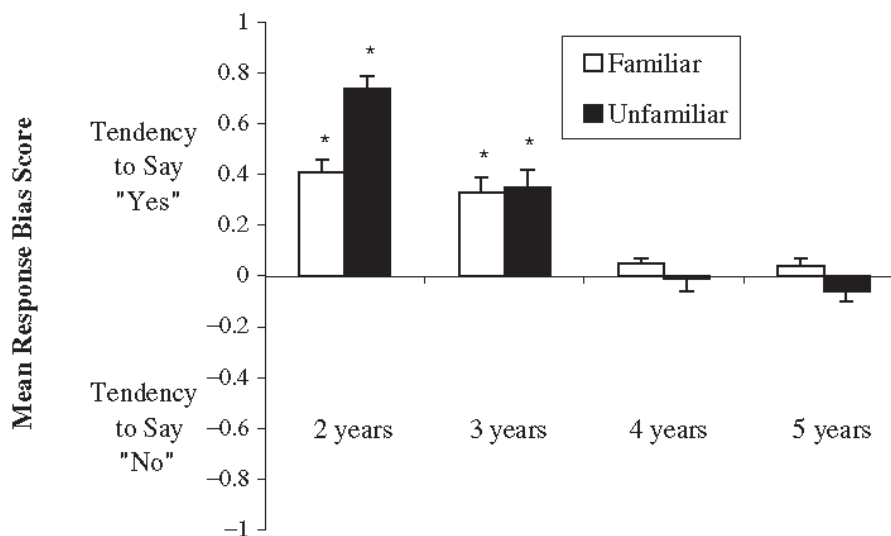 Mean Response Bias Score
Tendency
to Say
"Yes"
Tendency
to Say
"No"
1
0.8
0.6
0.4
0.2
0
−0.2
−0.4
−0.6
−0.8
−1
*
*
*
*
Familiar
Unfamiliar
2 years
3 years
4 years
5 years